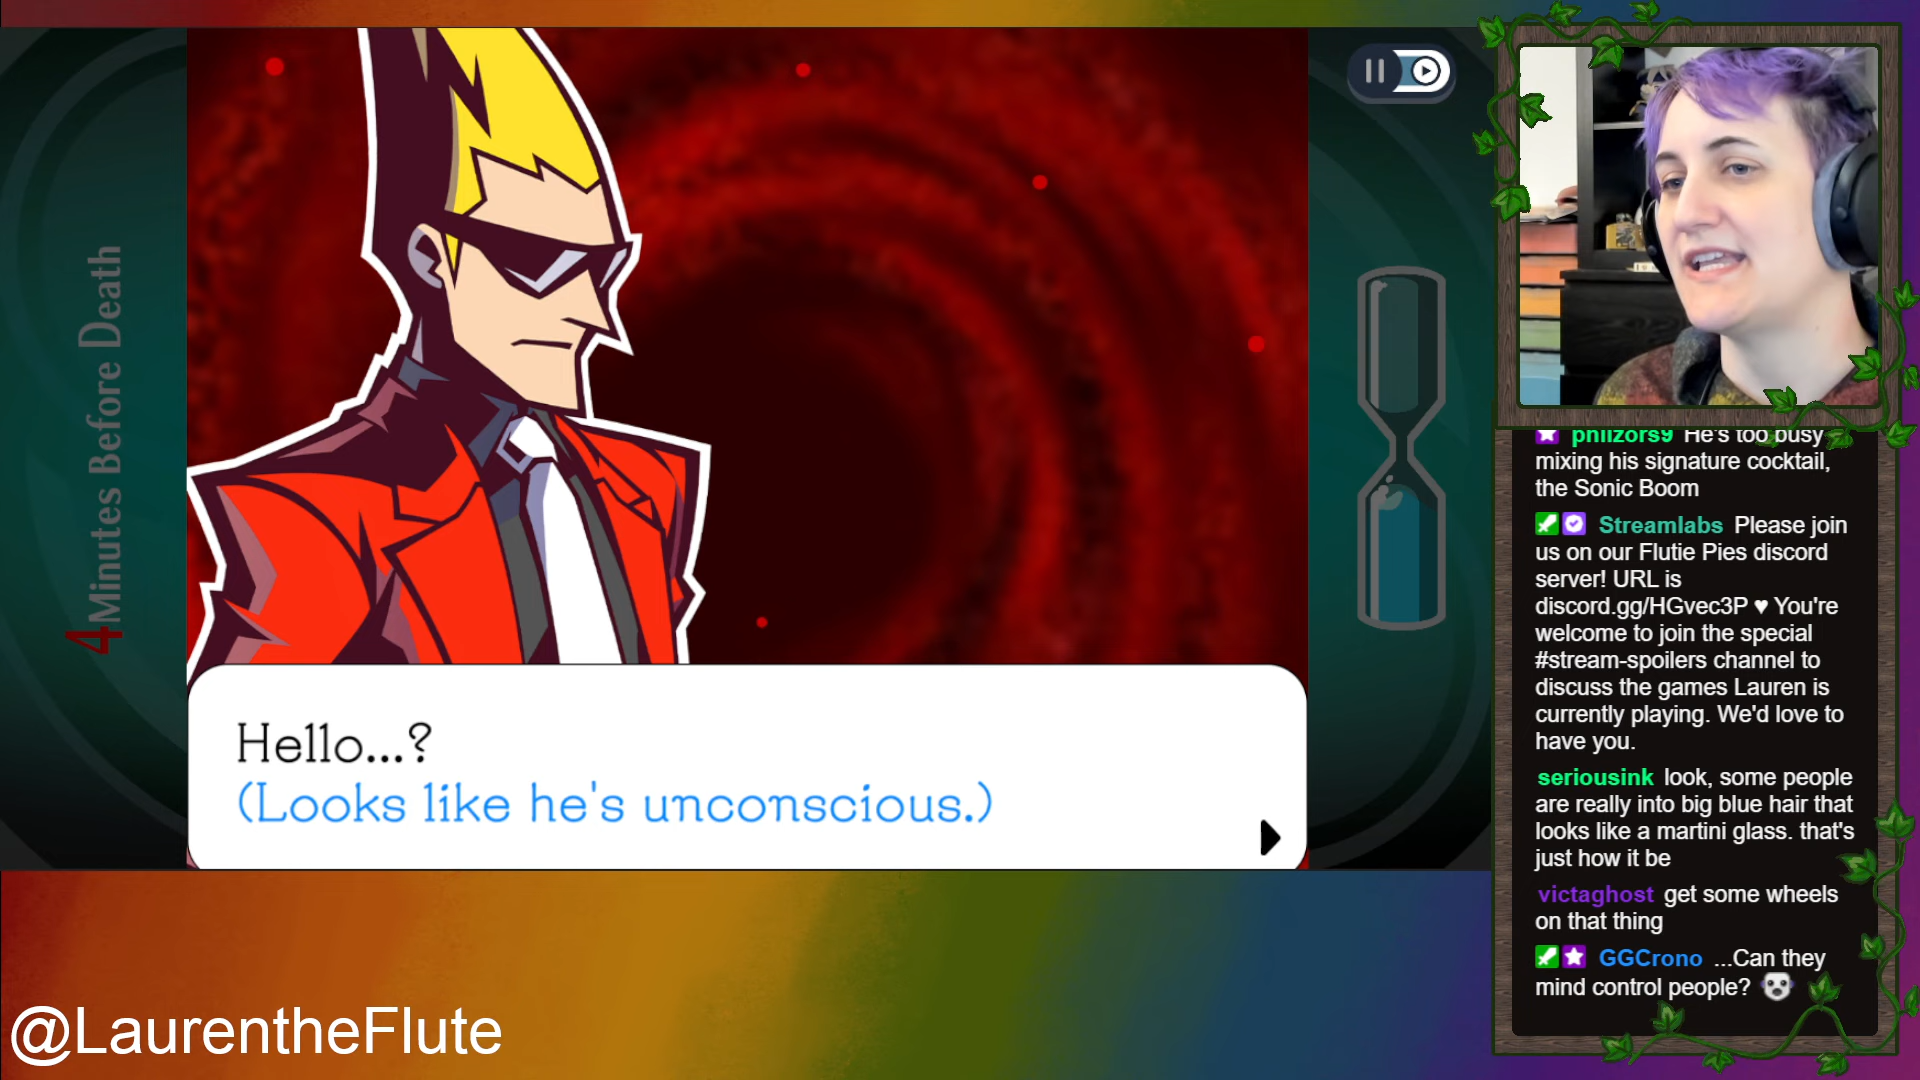 4 Minutes Before Death
Hello...?
(Looks like he's unconscious.)
philzors9 He's too busy
mixing his signature cocktail,
the Sonic Boom
Streamlabs Please join
us on our Flutie Pies discord
server! URL is
discord.gg/HGvec3P ♥ You're
welcome to join the special
#stream-spoilers channel to
discuss the games Lauren is
currently playing. We'd love to
have you.
seriousink look, some people
are really into big blue hair that
looks like a martini glass. that's
just how it be
victaghost get some wheels
on that thing
GGCrono ...Can they
mind control people?
@LaurentheFlute